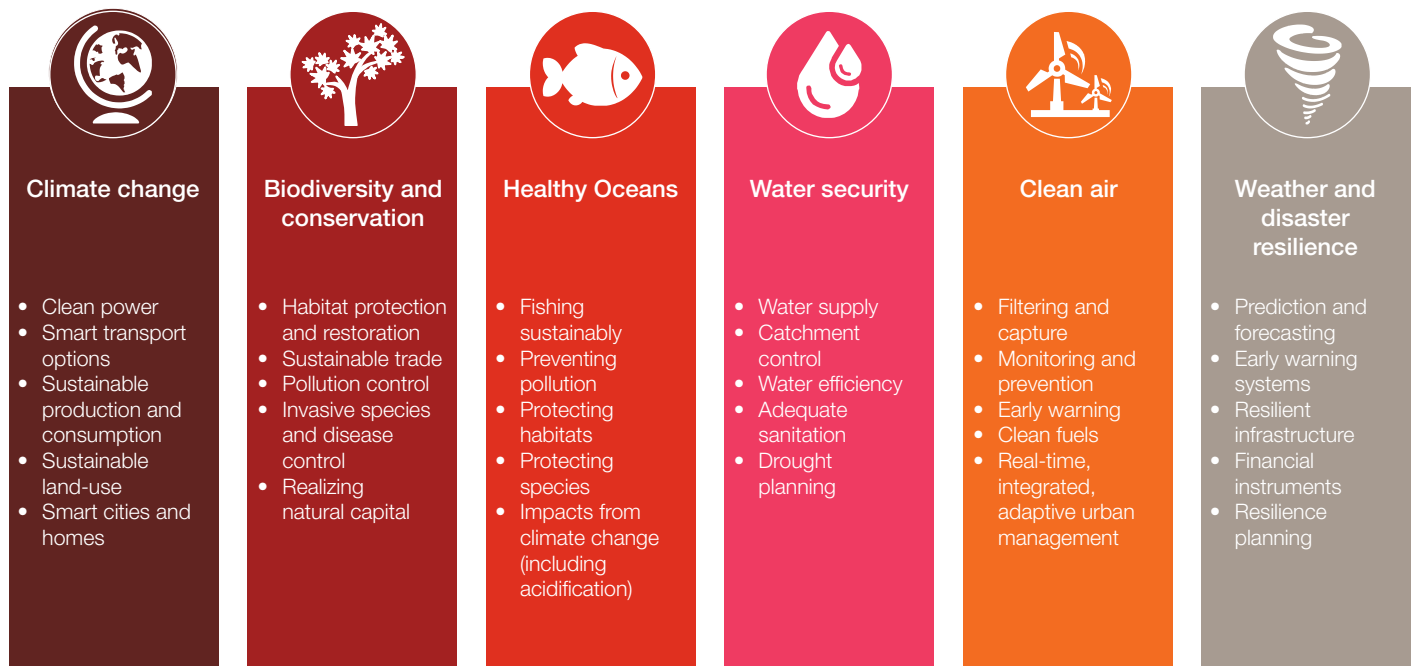 Climate change
• Clean power
• Smart transport
options
• Sustainable
production and
consumption
• Sustainable
land-use
• Smart cities and
homes
Biodiversity and
conservation
• Habitat protection
and restoration
• Sustainable trade
• Pollution control
• Invasive species
and disease
control
• Realizing
natural capital
Healthy Oceans
• Fishing
sustainably
• Preventing
pollution
• Protecting
habitats
• Protecting
species
• Impacts from
climate change
(including
acidification)
Water security
• Water supply
• Catchment
control
• Water efficiency
• Adequate
sanitation
• Drought
planning
Clean air
• Filtering and
capture
• Monitoring and
prevention
• Early warning
• Clean fuels
• Real-time,
integrated,
adaptive urban
management
Weather and
disaster
resilience
• Prediction and
forecasting
• Early warning
systems
• Resilient
infrastructure
• Financial
instruments
• Resilience
planning